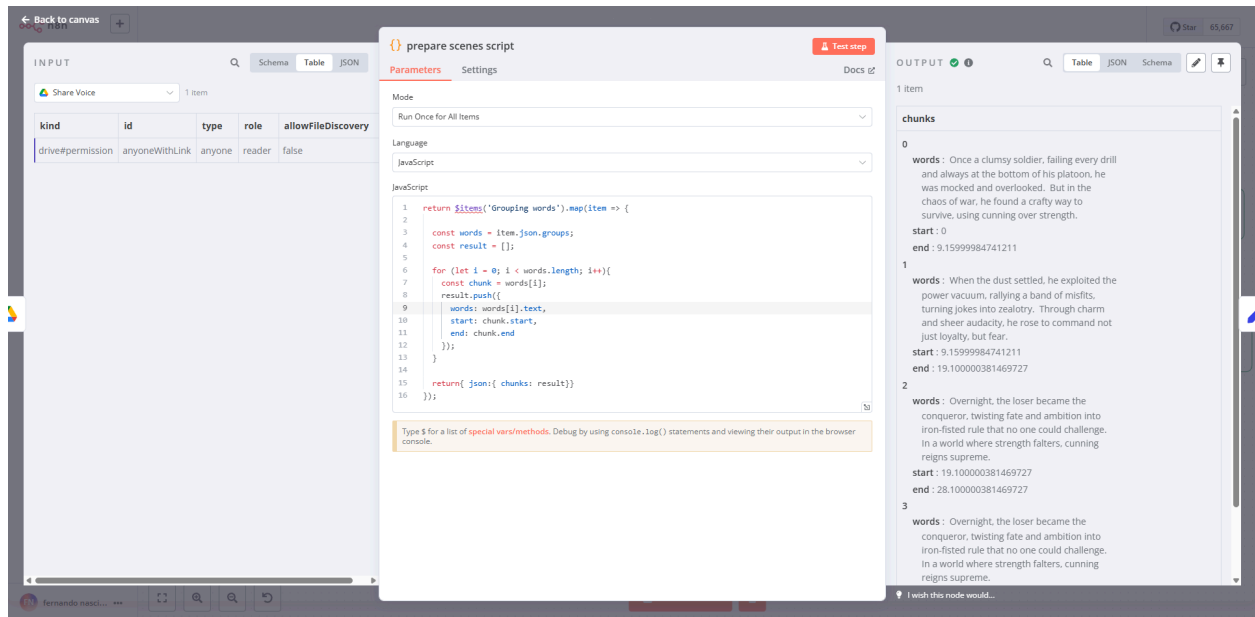 ← Back to canvas
n8n
+
Star 65,667
INPUT
Schema Table JSON
Share Voice
1 item
kind id type role allowFileDiscovery
drive#permission anyoneWithLink anyone reader false
{} prepare scenes script
Test step
Parameters Settings
Docs
Mode
Run Once for All Items
Language
JavaScript
JavaScript
1 return $items('Grouping words').map(item => {
2
3 const words = item.json.groups;
4 const result = [];
5
6 for (let i = 0; i < words.length; i++){
7 const chunk = words[i];
8 result.push({
9 words: words[i].text,
10 start: chunk.start,
11 end: chunk.end
12 });
13 }
14
15 return{ json:{ chunks: result}}
16 });
Type $ for a list of special vars/methods. Debug by using console.log() statements and viewing their output in the browser
console.
OUTPUT
Table JSON Schema
1 item
chunks
0
words : Once a clumsy soldier, failing every drill
and always at the bottom of his platoon, he
was mocked and overlooked. But in the
chaos of war, he found a crafty way to
survive, using cunning over strength.
start : 0
end : 9.15999984741211
1
words : When the dust settled, he exploited the
power vacuum, rallying a band of misfits,
turning jokes into zealotry. Through charm
and sheer audacity, he rose to command not
just loyalty, but fear.
start : 9.15999984741211
end : 19.100000381469727
2
words : Overnight, the loser became the
conqueror, twisting fate and ambition into
iron-fisted rule that no one could challenge.
In a world where strength falters, cunning
reigns supreme.
start : 19.100000381469727
end : 28.100000381469727
3
words : Overnight, the loser became the
conqueror, twisting fate and ambition into
iron-fisted rule that no one could challenge.
In a world where strength falters, cunning
reigns supreme.
FN fernando nasci... •••
I wish this node would...